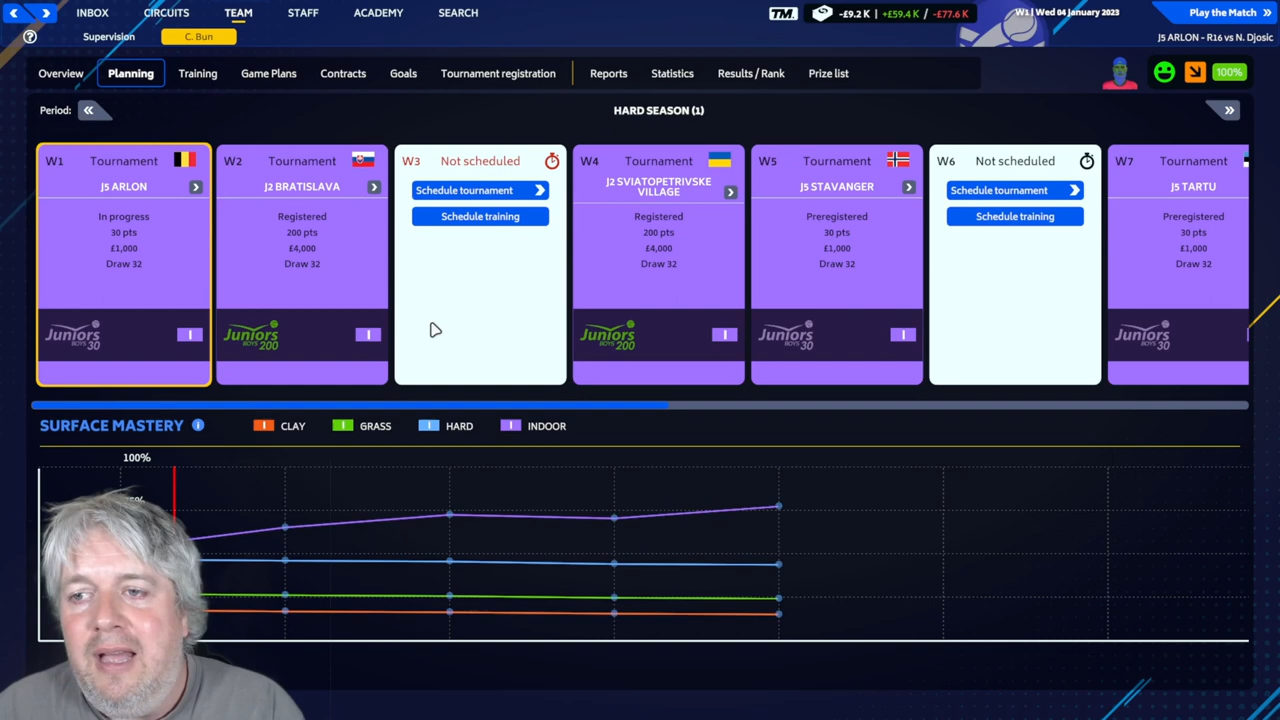 INBOX CIRCUITS TEAM STAFF ACADEMY SEARCH
TM. -£9.2 K | +£59.4 K | -£77.6 K
W1 | Wed 04 January 2023
Play the Match »
? Supervision C. Bun
J5 ARLON - R16 vs N. Djosic
Overview Planning Training Game Plans Contracts Goals Tournament registration Reports Statistics Results / Rank Prize list
100%
Period: « HARD SEASON (1) »
W1 Tournament
J5 ARLON
In progress
30 pts
£1,000
Draw 32
Juniors
BOYS 30
I
W2 Tournament
J2 BRATISLAVA
Registered
200 pts
£4,000
Draw 32
Juniors
BOYS 200
I
W3 Not scheduled
Schedule tournament
Schedule training
W4 Tournament
J2 SVIATOPETRIVSKE
VILLAGE
Registered
200 pts
£4,000
Draw 32
Juniors
BOYS 200
I
W5 Tournament
J5 STAVANGER
Preregistered
30 pts
£1,000
Draw 32
Juniors
BOYS 30
I
W6 Not scheduled
Schedule tournament
Schedule training
W7 Tournament
J5 TARTU
Preregistered
30 pts
£1,000
Draw 32
Juniors
BOYS 30
SURFACE MASTERY i I CLAY I GRASS I HARD I INDOOR
100%